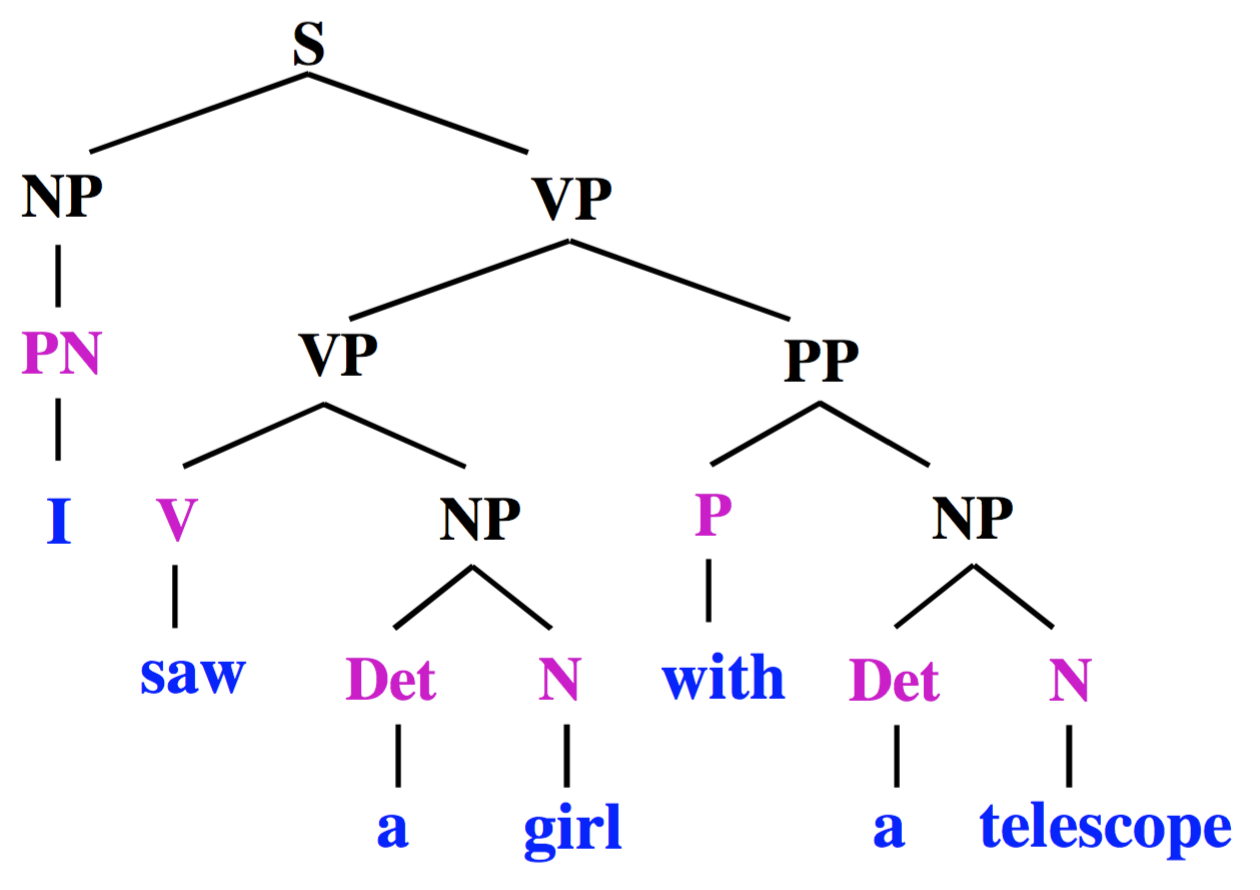 S
NP VP
PN VP PP
I V NP P NP
saw Det N with Det N
a girl a telescope